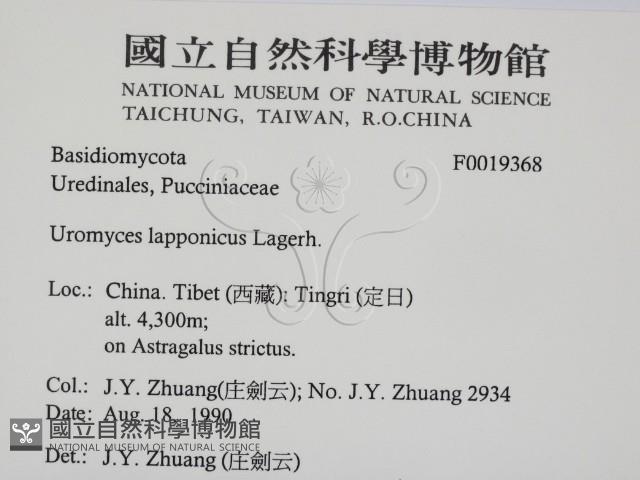 國立自然科學博物館
NATIONAL MUSEUM OF NATURAL SCIENCE
TAICHUNG, TAIWAN, R.O.CHINA
Basidiomycota F0019368
Uredinales, Pucciniaceae
Uromyces lapponicus Lagerh.
Loc.: China. Tibet (西藏): Tingri (定日)
alt. 4,300m;
on Astragalus strictus.
Col.: J.Y. Zhuang(庄劍云); No. J.Y. Zhuang 2934
Date: Aug. 18, 1990
國立自然科學博物館
NATIONAL MUSEUM OF NATURAL SCIENCE
Det.: J.Y. Zhuang (庄劍云)